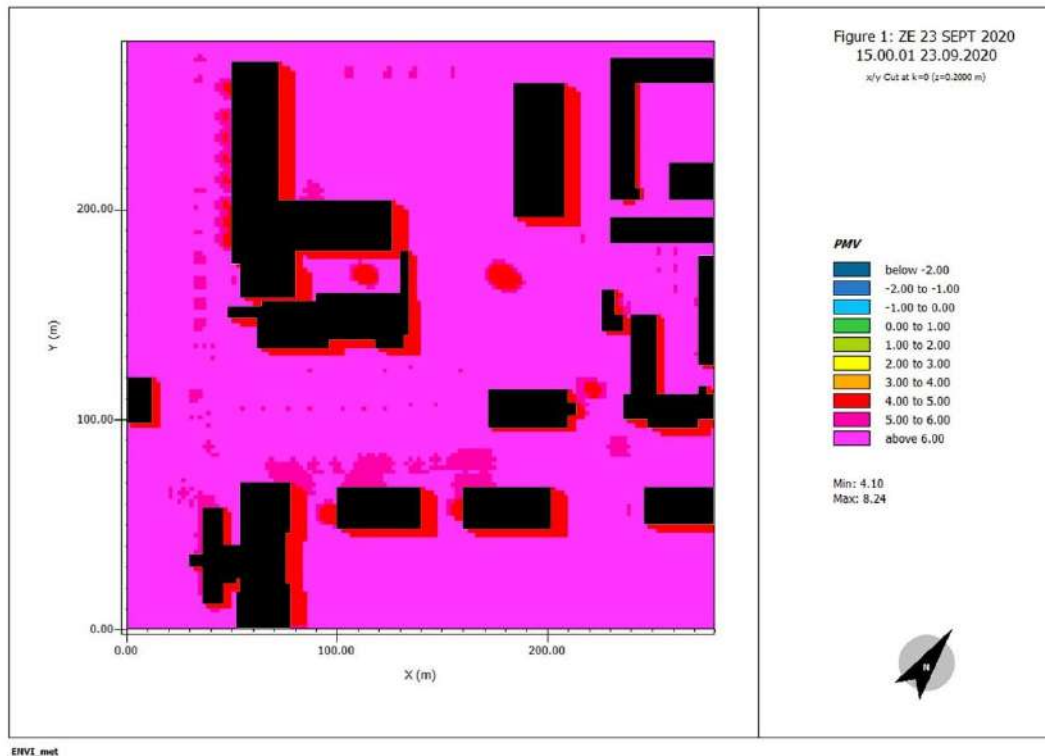 Figure 1: ZE 23 SEPT 2020
15.00.01 23.09.2020
x/y Cut at k=0 (z=0.2000 m)
200.00
100.00
0.00
Y (m)
0.00
100.00
200.00
X (m)
PMV
below -2.00
-2.00 to -1.00
-1.00 to 0.00
0.00 to 1.00
1.00 to 2.00
2.00 to 3.00
3.00 to 4.00
4.00 to 5.00
5.00 to 6.00
above 6.00
Min: 4.10
Max: 8.24
N
ENVI_met